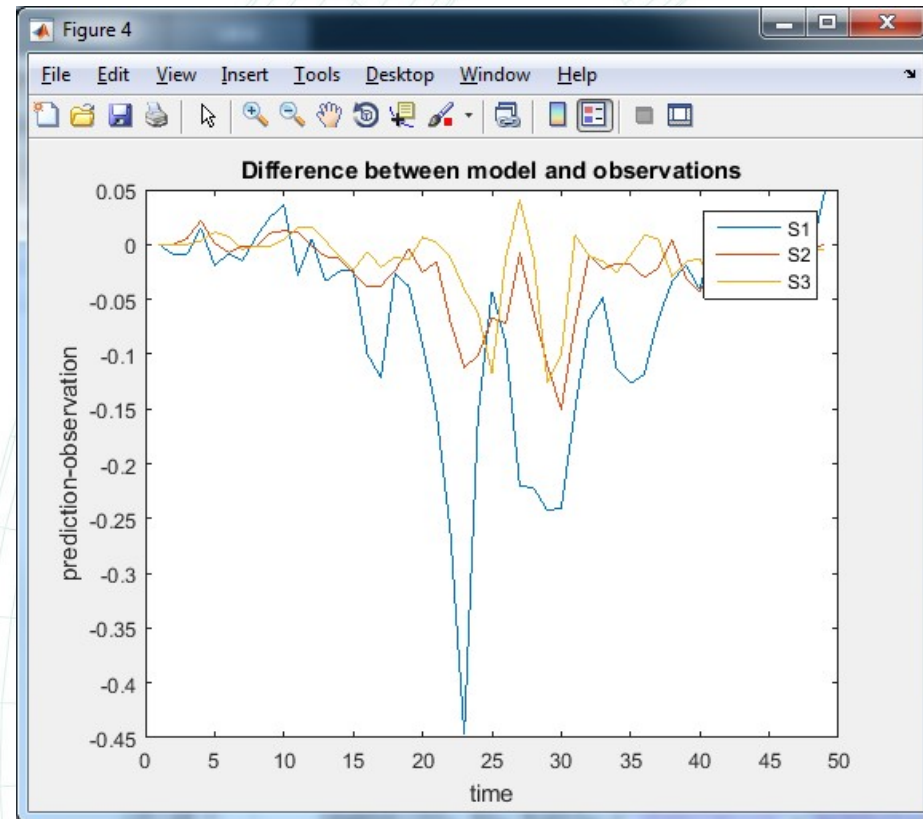 Figure 4
File Edit View Insert Tools Desktop Window Help
Difference between model and observations
0.05
0
-0.05
-0.1
-0.15
-0.2
-0.25
-0.3
-0.35
-0.4
-0.45
prediction-observation
S1
S2
S3
0 5 10 15 20 25 30 35 40 45 50
time